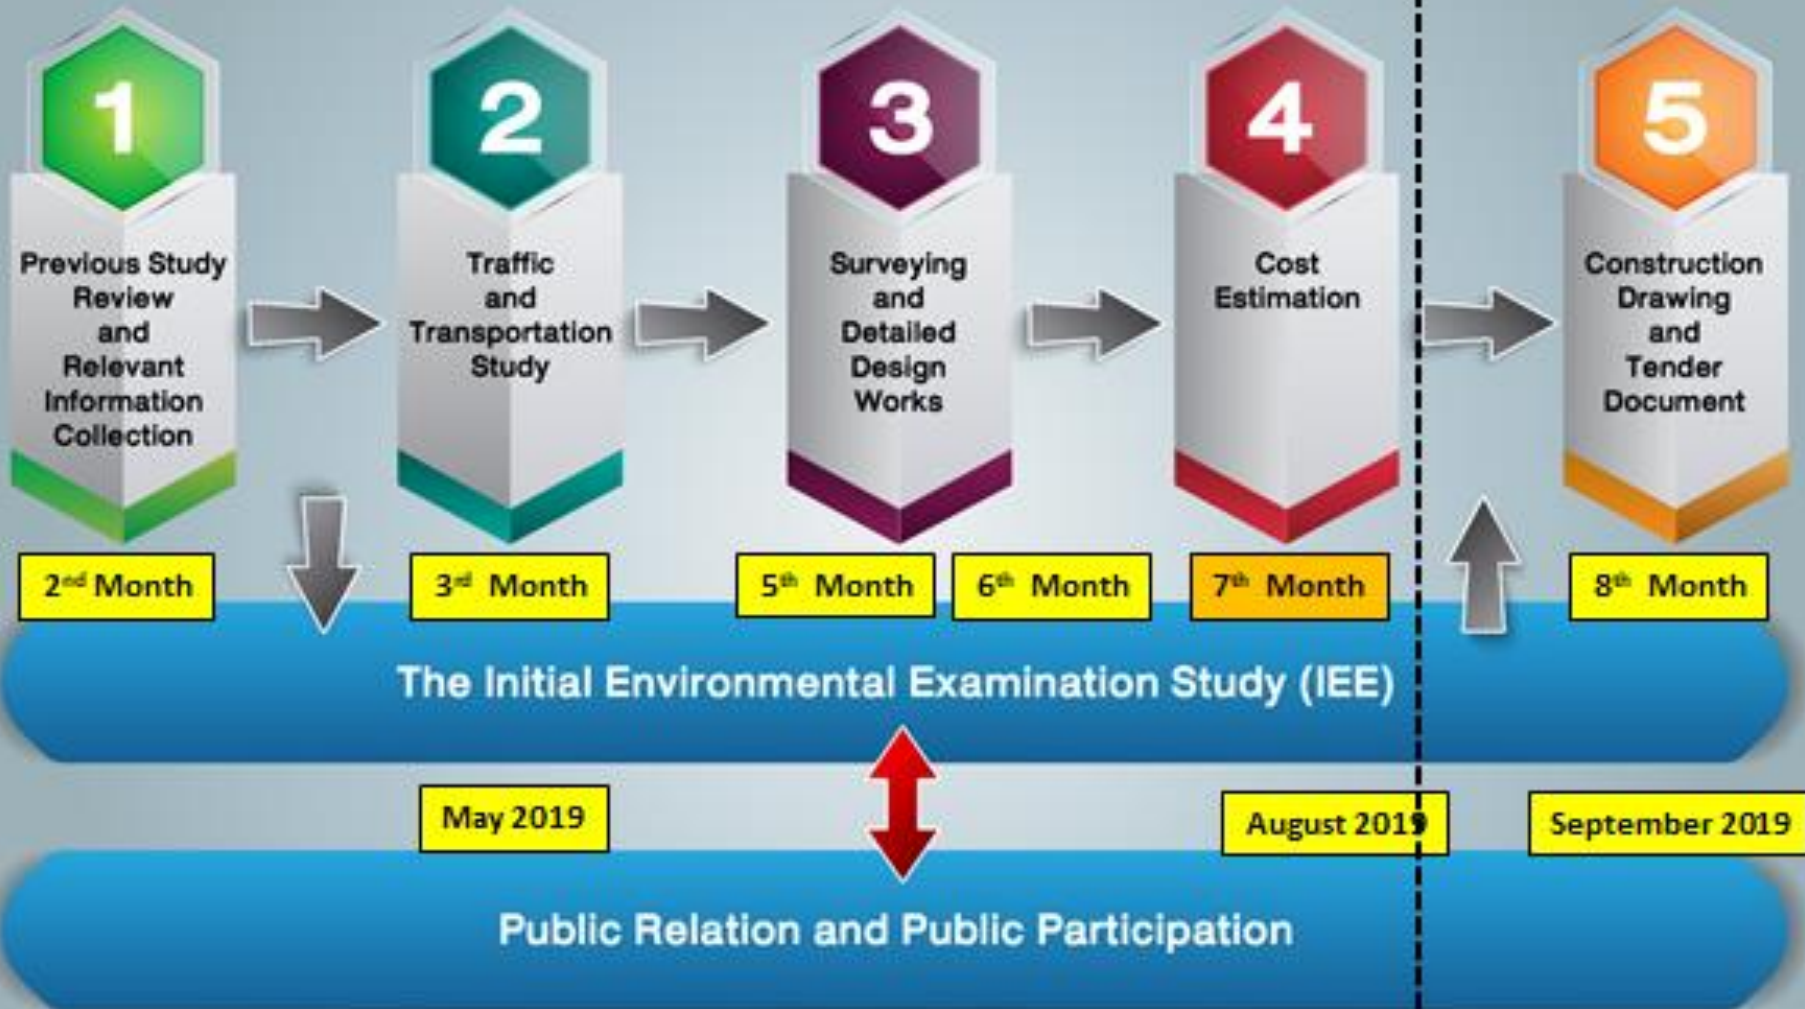 1
Previous Study
Review
and
Relevant
Information
Collection
2
Traffic
and
Transportation
Study
3
Surveying
and
Detailed
Design
Works
4
Cost
Estimation
5
Construction
Drawing
and
Tender
Document
2nd Month
3rd Month
5th Month
6th Month
7th Month
8th Month
The Initial Environmental Examination Study (IEE)
May 2019
August 2019
September 2019
Public Relation and Public Participation